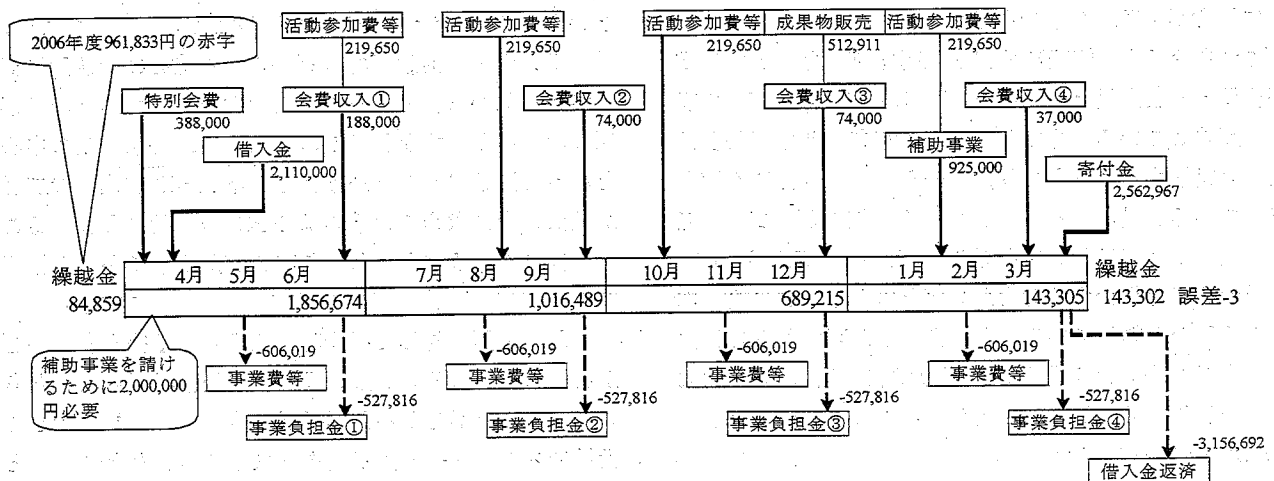 2006年度961,833円の赤字
活動参加費等
219,650
活動参加費等
219,650
活動参加費等 成果物販売 活動参加費等
219,650 512,911 219,650
特別会費
388,000
会費収入①
188,000
会費収入②
74,000
会費収入③
74,000
会費収入④
37,000
借入金
2,110,000
補助事業
925,000
寄付金
2,562,967
繰越金 4月 5月 6月 7月 8月 9月 10月 11月 12月 1月 2月 3月 繰越金
84,859 1,856,674 1,016,489 689,215 143,305 143,302 誤差-3
補助事業を請け
るために2,000,000
円必要
-606,019
事業費等
-606,019
事業費等
-606,019
事業費等
-606,019
事業費等
-527,816
事業負担金①
-527,816
事業負担金②
-527,816
事業負担金③
-527,816
事業負担金④
-3,156,692
借入金返済